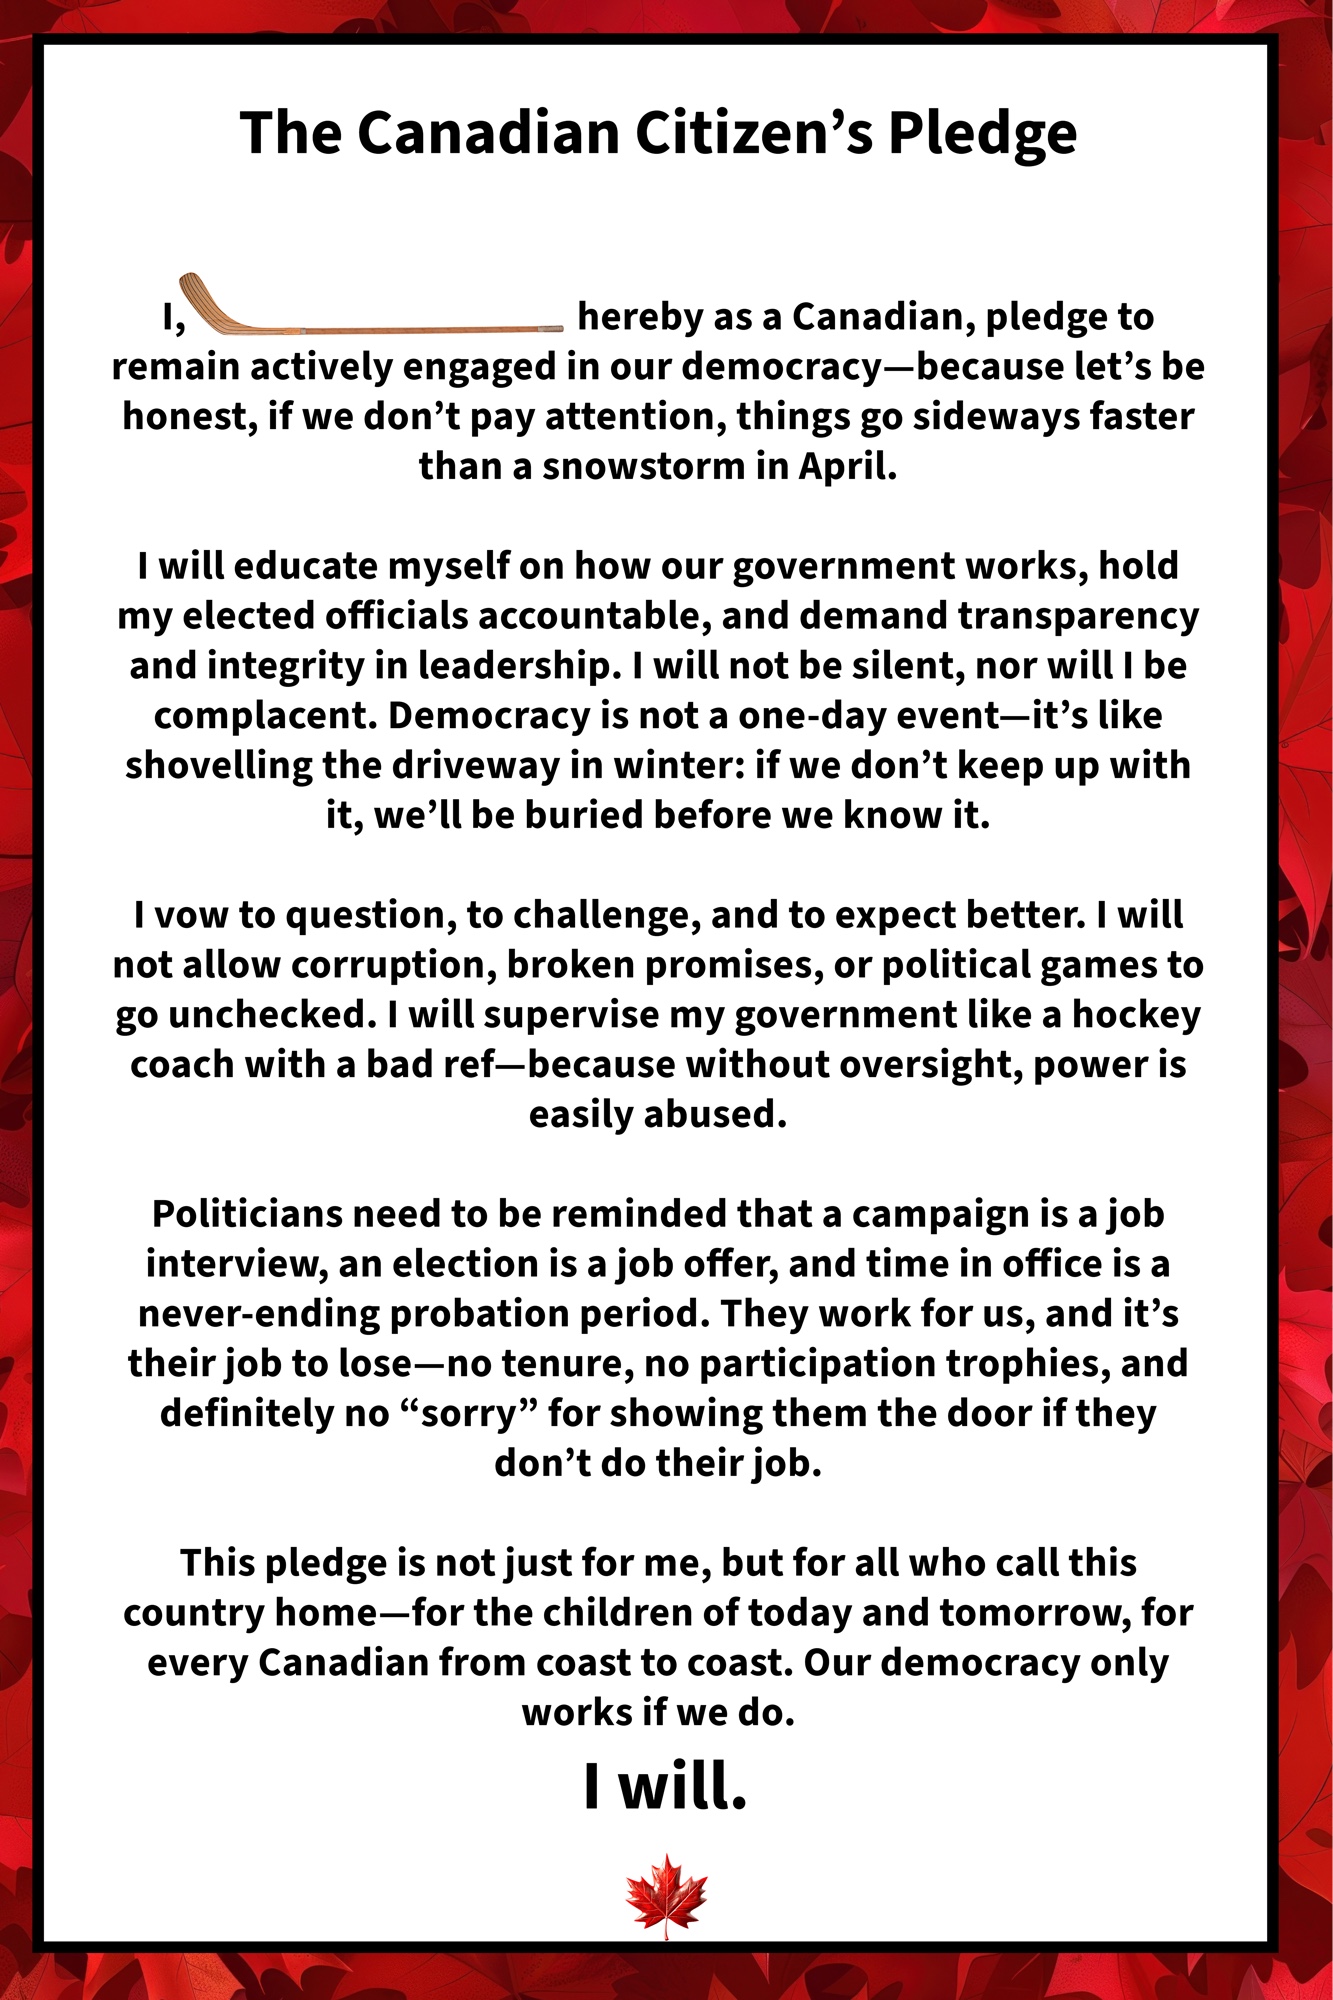 The Canadian Citizen’s Pledge
I, hereby as a Canadian, pledge to
remain actively engaged in our democracy—because let’s be
honest, if we don’t pay attention, things go sideways faster
than a snowstorm in April.
I will educate myself on how our government works, hold
my elected officials accountable, and demand transparency
and integrity in leadership. I will not be silent, nor will I be
complacent. Democracy is not a one-day event—it’s like
shovelling the driveway in winter: if we don’t keep up with
it, we’ll be buried before we know it.
I vow to question, to challenge, and to expect better. I will
not allow corruption, broken promises, or political games to
go unchecked. I will supervise my government like a hockey
coach with a bad ref—because without oversight, power is
easily abused.
Politicians need to be reminded that a campaign is a job
interview, an election is a job offer, and time in office is a
never-ending probation period. They work for us, and it’s
their job to lose—no tenure, no participation trophies, and
definitely no “sorry” for showing them the door if they
don’t do their job.
This pledge is not just for me, but for all who call this
country home—for the children of today and tomorrow, for
every Canadian from coast to coast. Our democracy only
works if we do.
I will.